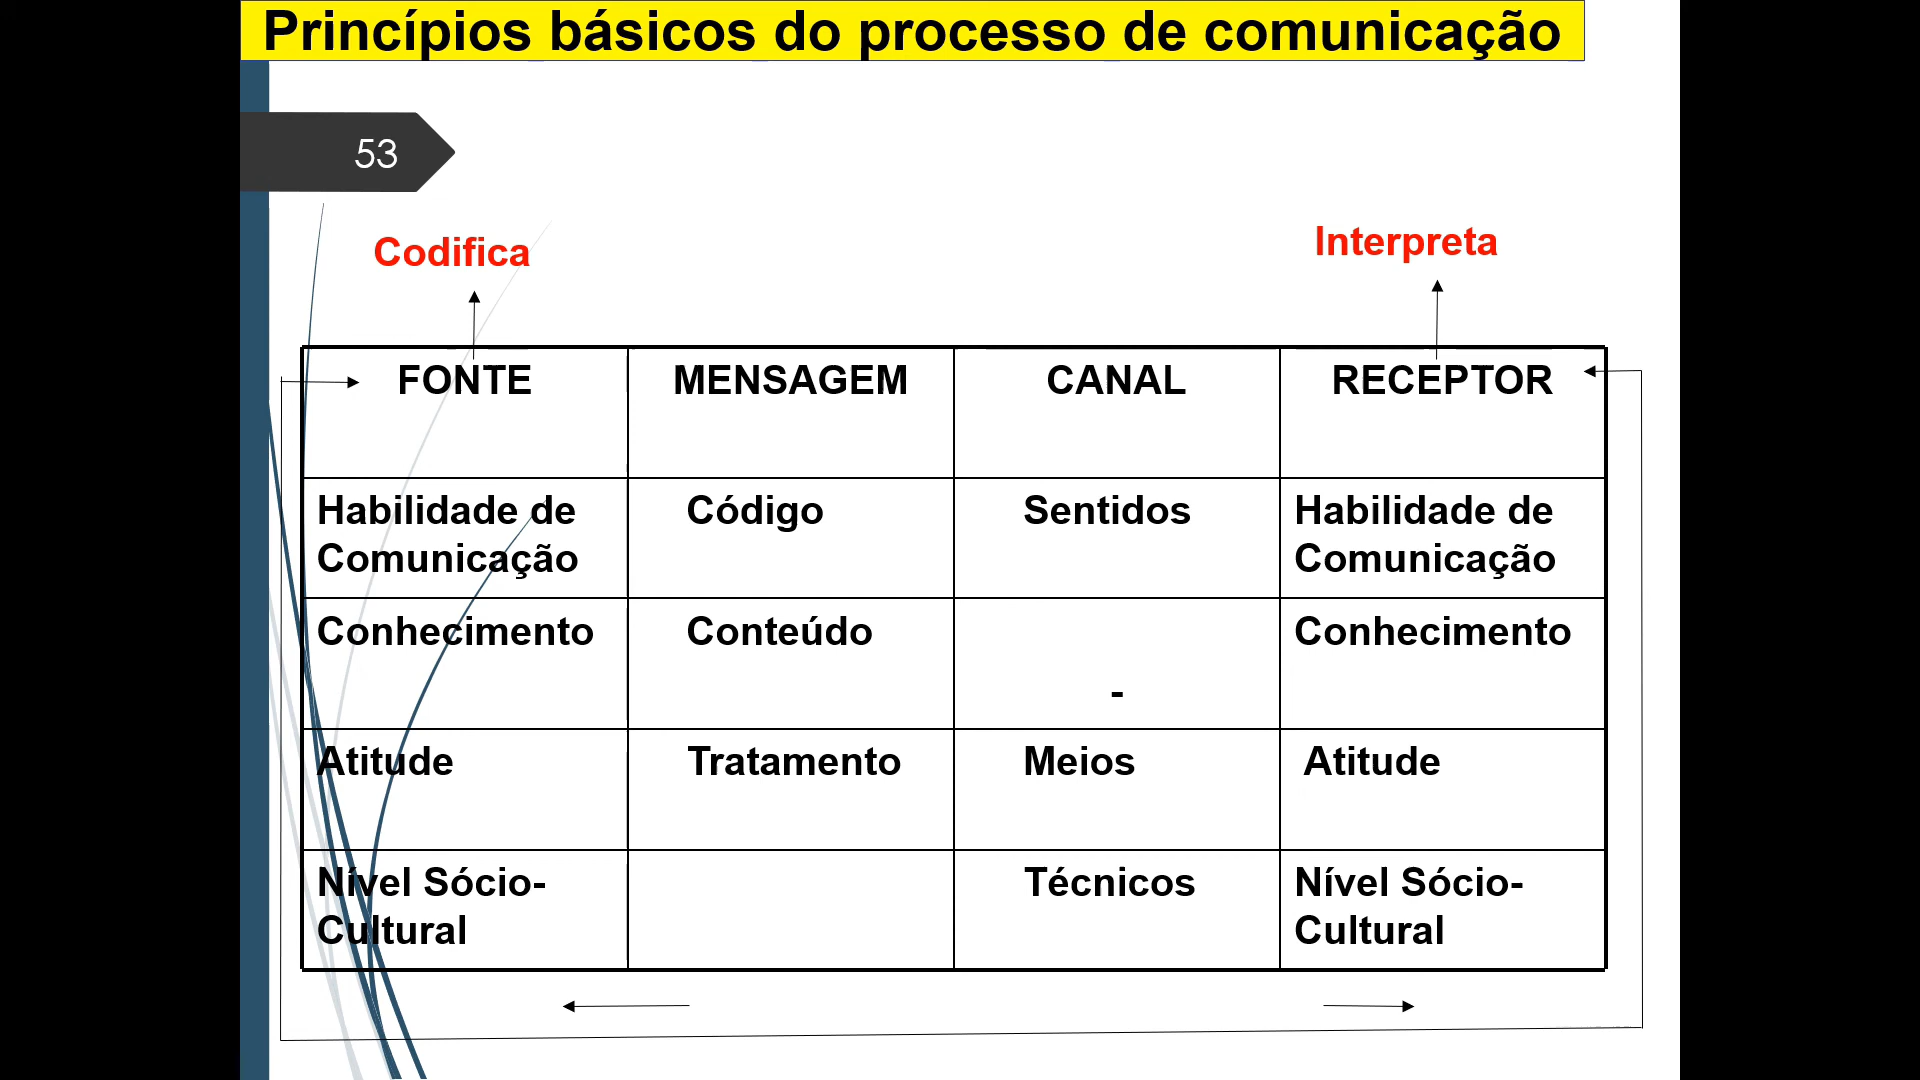 Princípios básicos do processo de comunicação
53
Codifica
Interpreta
FONTE MENSAGEM CANAL RECEPTOR
Habilidade de Código Sentidos Habilidade de
Comunicação Comunicação
Conhecimento Conteúdo Conhecimento
-
Atitude Tratamento Meios Atitude
Nível Sócio- Técnicos Nível Sócio-
Cultural Cultural